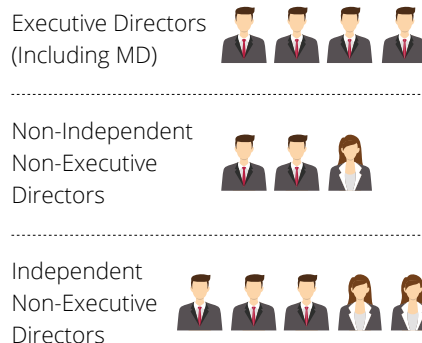 Executive Directors
(Including MD)
Non-Independent
Non-Executive
Directors
Independent
Non-Executive
Directors